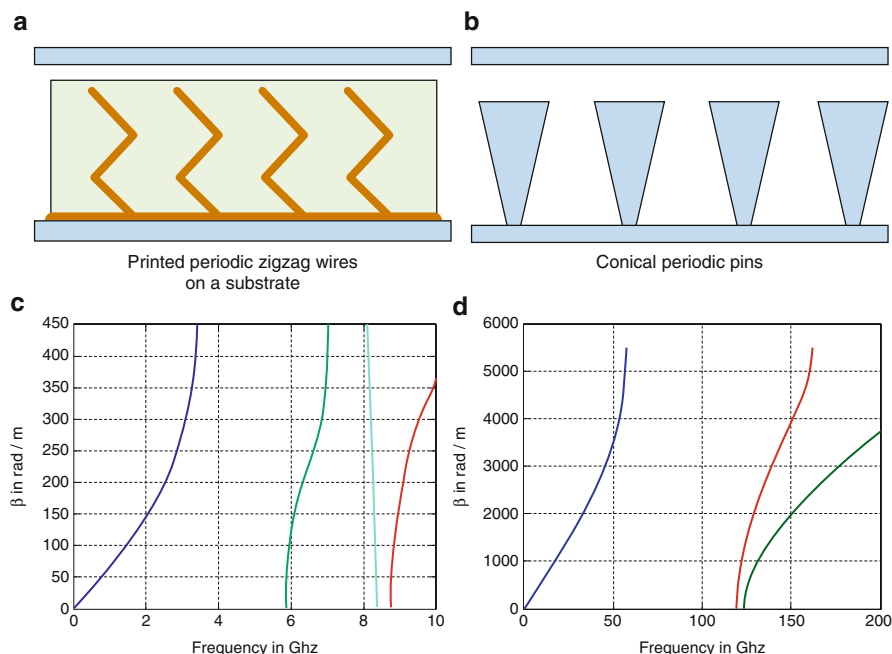 a
b
Printed periodic zigzag wires
on a substrate
Conical periodic pins
c
450
400
350
300
250
200
150
100
50
0
β in rad / m
0
2
4
6
8
10
Frequency in Ghz
d
6000
5000
4000
3000
2000
1000
0
β in rad / m
0
50
100
150
200
Frequency in Ghz